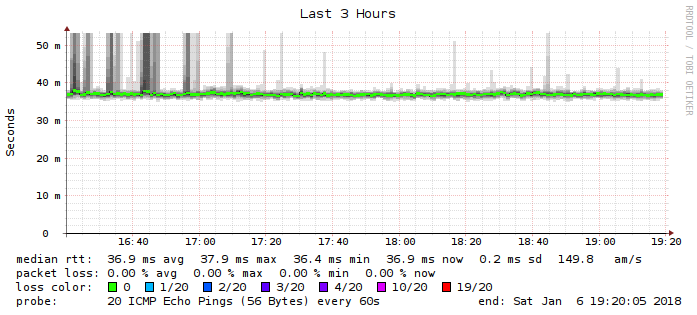 Last 3 Hours
RRDTOOL / TOBI OETIKER
Seconds
50 m
40 m
30 m
20 m
10 m
0
16:40 17:00 17:20 17:40 18:00 18:20 18:40 19:00 19:20
median rtt: 36.9 ms avg 37.9 ms max 36.4 ms min 36.9 ms now 0.2 ms sd 149.8 am/s
packet loss: 0.00 % avg 0.00 % max 0.00 % min 0.00 % now
loss color: 0 1/20 2/20 3/20 4/20 10/20 19/20
probe: 20 ICMP Echo Pings (56 Bytes) every 60s end: Sat Jan 6 19:20:05 2018